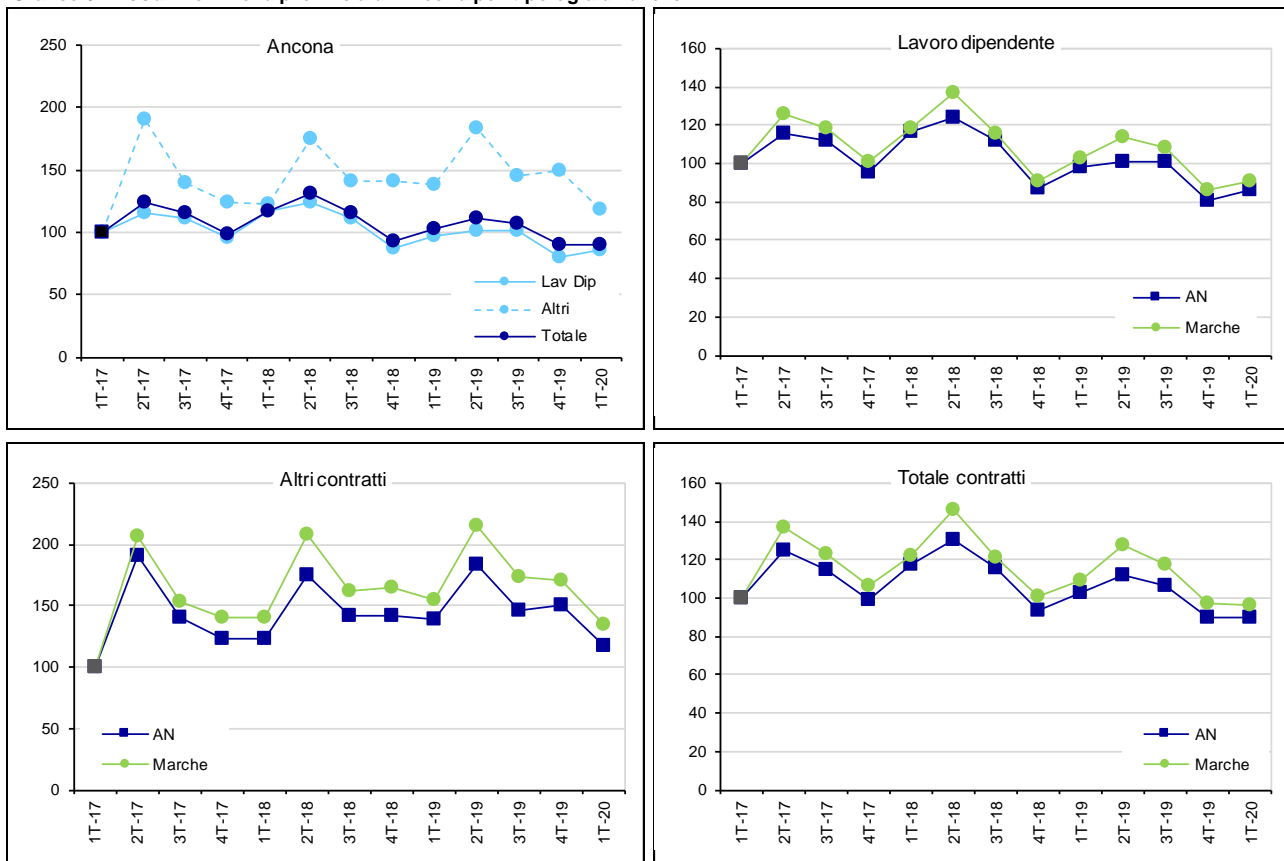 Ancona
250
200
150
100
50
0
1T-17
2T-17
3T-17
4T-17
1T-18
2T-18
3T-18
4T-18
1T-19
2T-19
3T-19
4T-19
1T-20
Lav Dip
Altri
Totale
Lavoro dipendente
160
140
120
100
80
60
40
20
0
1T-17
2T-17
3T-17
4T-17
1T-18
2T-18
3T-18
4T-18
1T-19
2T-19
3T-19
4T-19
1T-20
AN
Marche
Altri contratti
250
200
150
100
50
0
1T-17
2T-17
3T-17
4T-17
1T-18
2T-18
3T-18
4T-18
1T-19
2T-19
3T-19
4T-19
1T-20
AN
Marche
Totale contratti
160
140
120
100
80
60
40
20
0
1T-17
2T-17
3T-17
4T-17
1T-18
2T-18
3T-18
4T-18
1T-19
2T-19
3T-19
4T-19
1T-20
AN
Marche